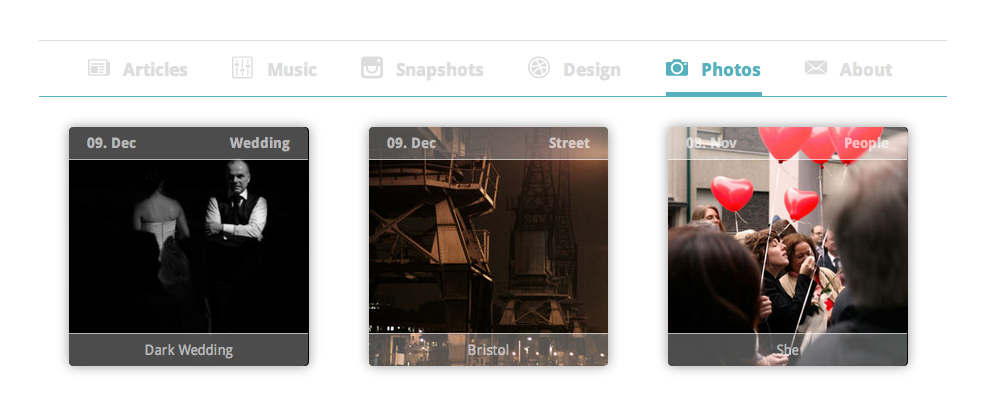 Articles Music Snapshots Design Photos About
09. Dec Wedding
Dark Wedding
09. Dec Street
Bristol
08. Nov People
She